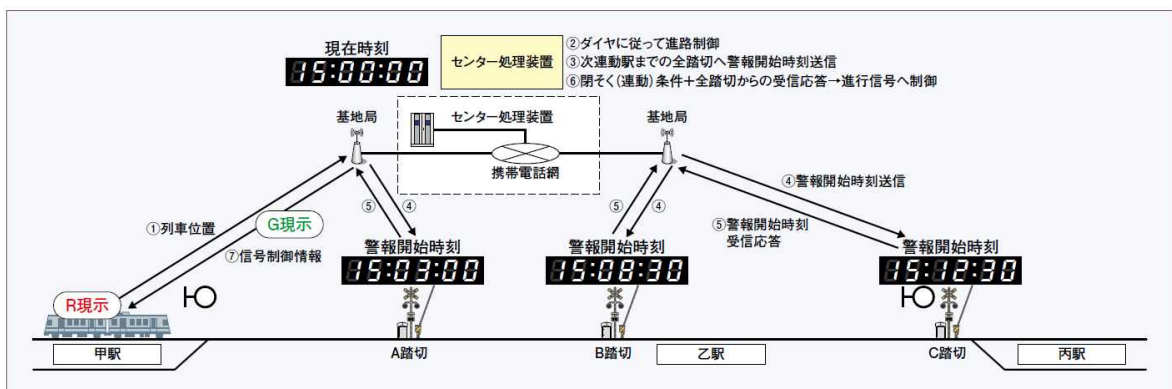 現在時刻
15:00:00
センター処理装置
②ダイヤに従って進路制御
③次連動駅までの全踏切へ警報開始時刻送信
⑥閉そく(連動)条件+全踏切からの受信応答→進行信号へ制御
基地局
センター処理装置
基地局
携帯電話網
①列車位置
G現示
⑦信号制御情報
⑤
④
⑤
④
④警報開始時刻送信
⑤警報開始時刻
受信応答
警報開始時刻
15:03:00
警報開始時刻
15:08:30
警報開始時刻
15:12:30
R現示
甲駅
A踏切
B踏切
乙駅
C踏切
丙駅